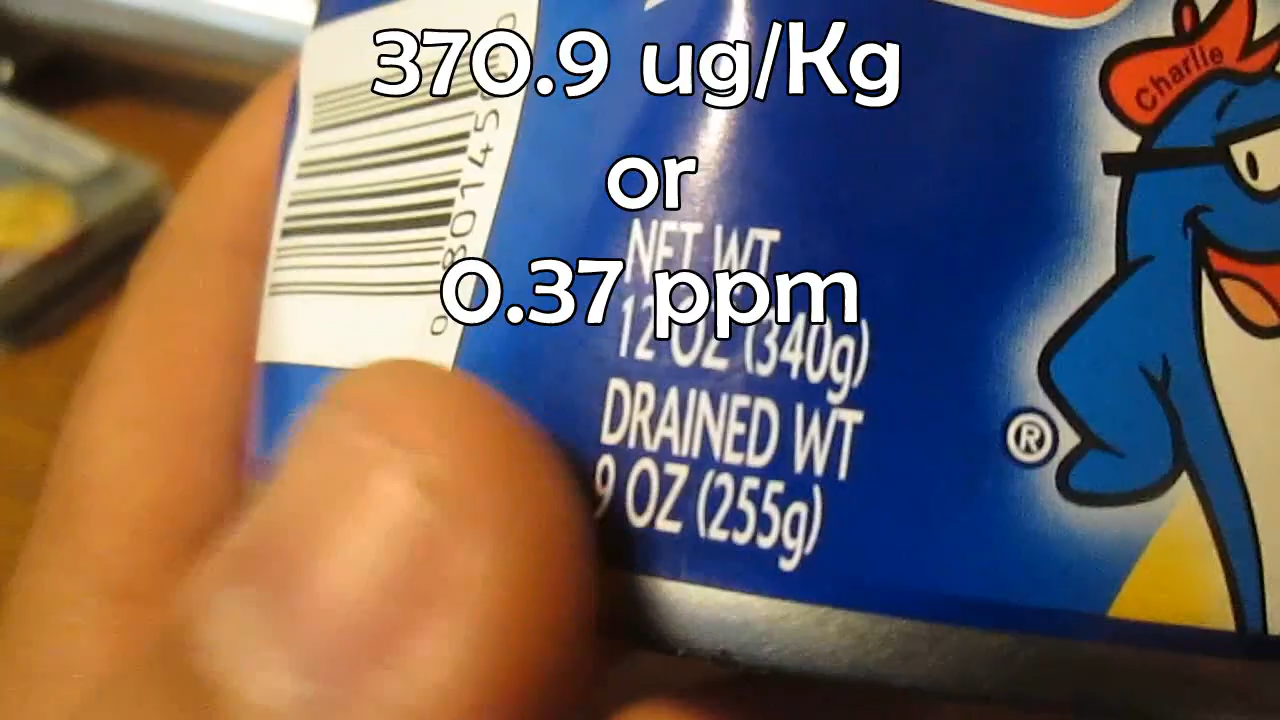 370.9 ug/Kg
or
0.37 ppm
NET WT
12 OZ (340g)
DRAINED WT
9 OZ (255g)
Charlie
®